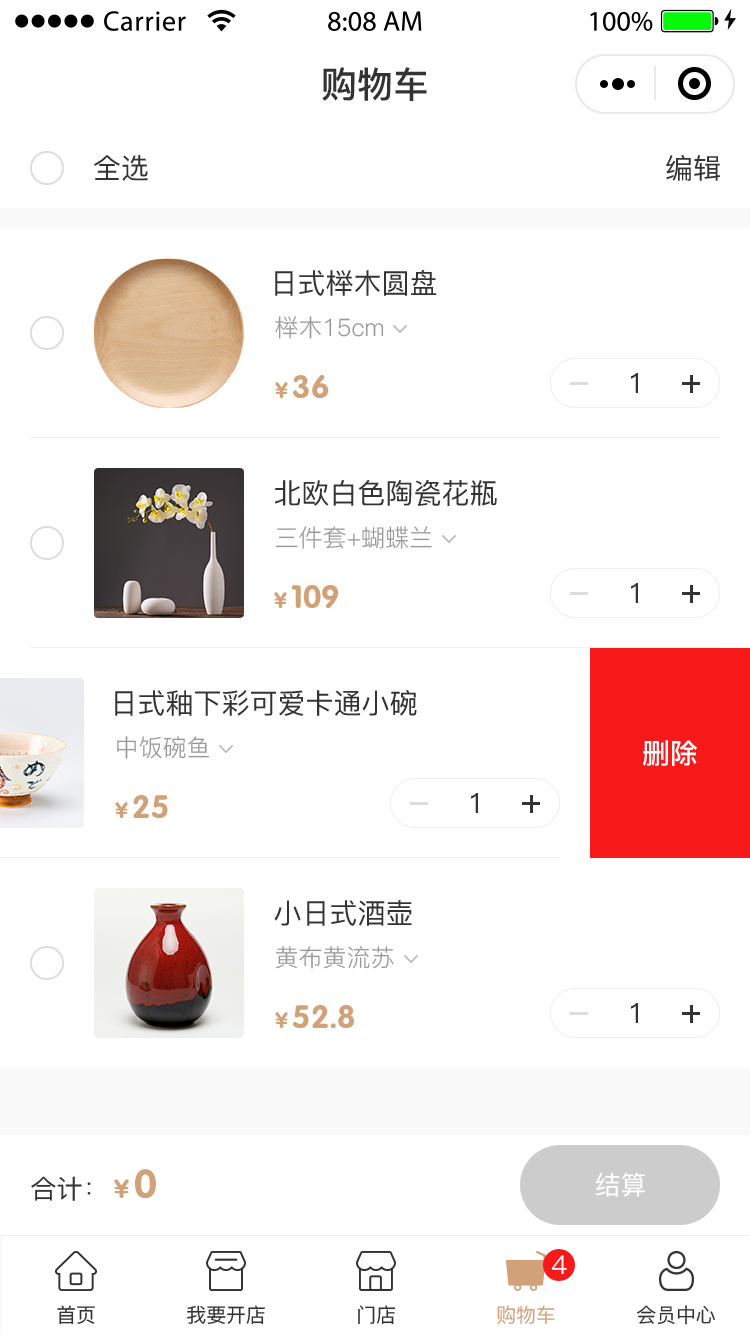 Carrier 8:08 AM 100%
购物车
全选 编辑
日式榉木圆盘
榉木15cm
¥36 1
北欧白色陶瓷花瓶
三件套+蝴蝶兰
¥109 1
日式釉下彩可爱卡通小碗
中饭碗鱼
¥25 1
删除
小日式酒壶
黄布黄流苏
¥52.8 1
合计： ¥0 结算
4
首页 我要开店 门店 购物车 会员中心